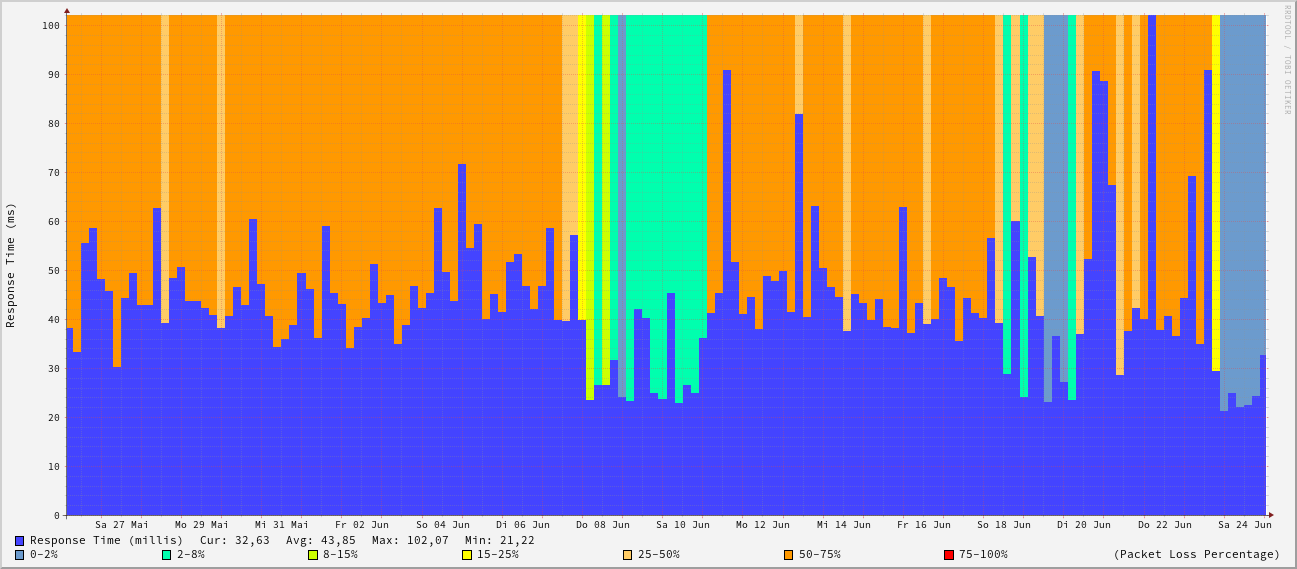 RRDTOOL / TOBI OETIKER
Response Time (ms)
100
90
80
70
60
50
40
30
20
10
0
Sa 27 Mai Mo 29 Mai Mi 31 Mai Fr 02 Jun So 04 Jun Di 06 Jun Do 08 Jun Sa 10 Jun Mo 12 Jun Mi 14 Jun Fr 16 Jun So 18 Jun Di 20 Jun Do 22 Jun Sa 24 Jun
Response Time (millis) Cur: 32,63 Avg: 43,85 Max: 102,07 Min: 21,22
0-2% 2-8% 8-15% 15-25% 25-50% 50-75% 75-100% (Packet Loss Percentage)